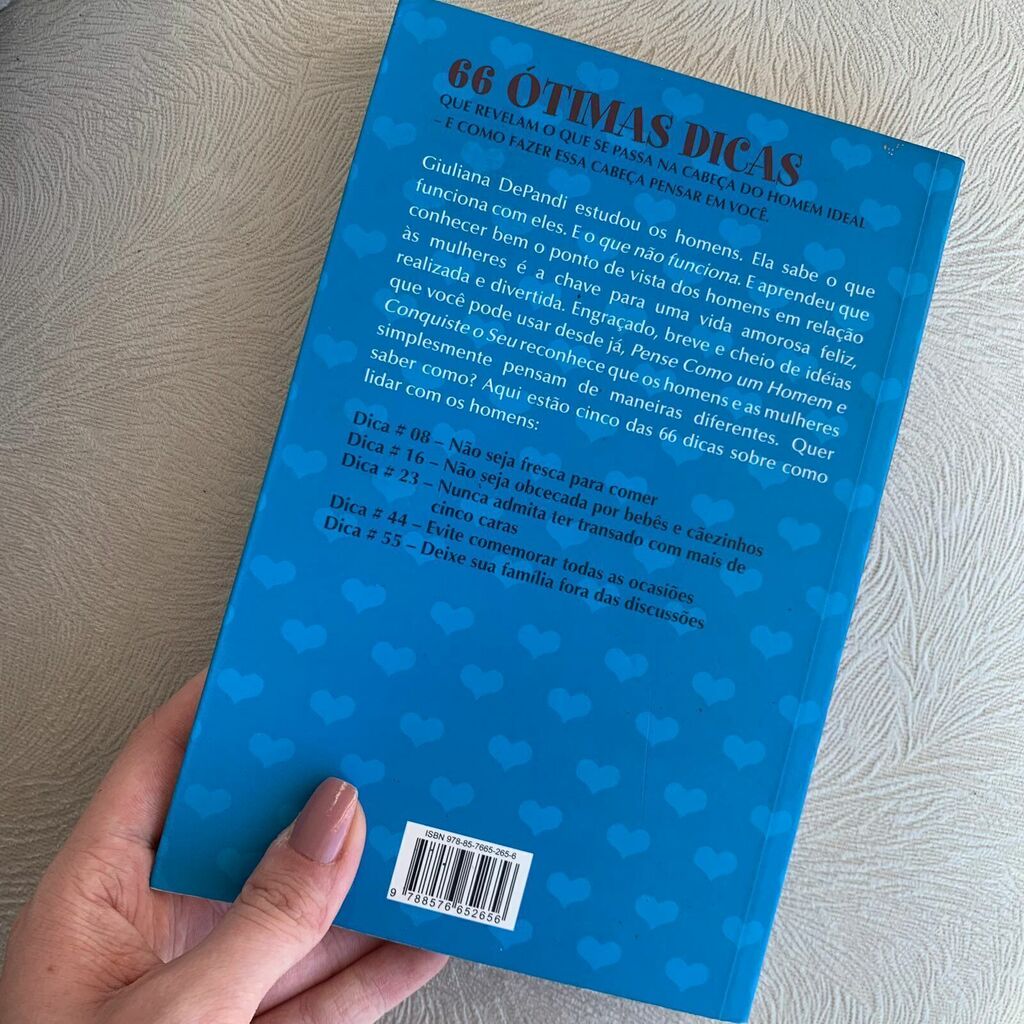 66 ÓTIMAS DICAS
QUE REVELAM O QUE SE PASSA NA CABEÇA DO HOMEM IDEAL
– E COMO FAZER ESSA CABEÇA PENSAR EM VOCÊ.
Giuliana DePandi estudou os homens. Ela sabe o que
funciona com eles. E o que não funciona. E aprendeu que
conhecer bem o ponto de vista dos homens em relação
às mulheres é a chave para uma vida amorosa feliz,
realizada e divertida. Engraçado, breve e cheio de idéias
que você pode usar desde já, Pense Como um Homem e
Conquiste o Seu reconhece que os homens e as mulheres
simplesmente pensam de maneiras diferentes. Quer
saber como? Aqui estão cinco das 66 dicas sobre como
lidar com os homens:
Dica # 08 – Não seja fresca para comer
Dica # 16 – Não seja obcecada por bebês e cãezinhos
Dica # 23 – Nunca admita ter transado com mais de
cinco caras
Dica # 44 – Evite comemorar todas as ocasiões
Dica # 55 – Deixe sua família fora das discussões
ISBN 978-85-7665-265-6
9 788576 652656